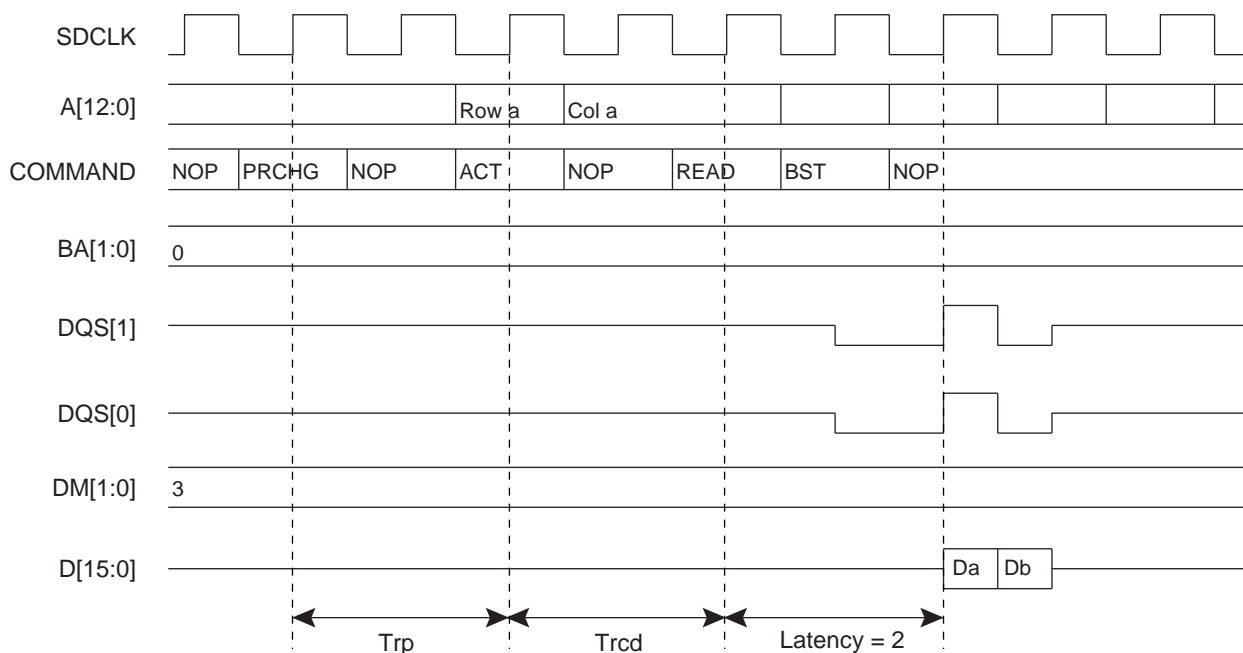 SDCLK
A[12:0] Row a Col a
COMMAND NOP PRCHG NOP ACT NOP READ BST NOP
BA[1:0] 0
DQS[1]
DQS[0]
DM[1:0] 3
D[15:0] Da Db
Trp Trcd Latency = 2